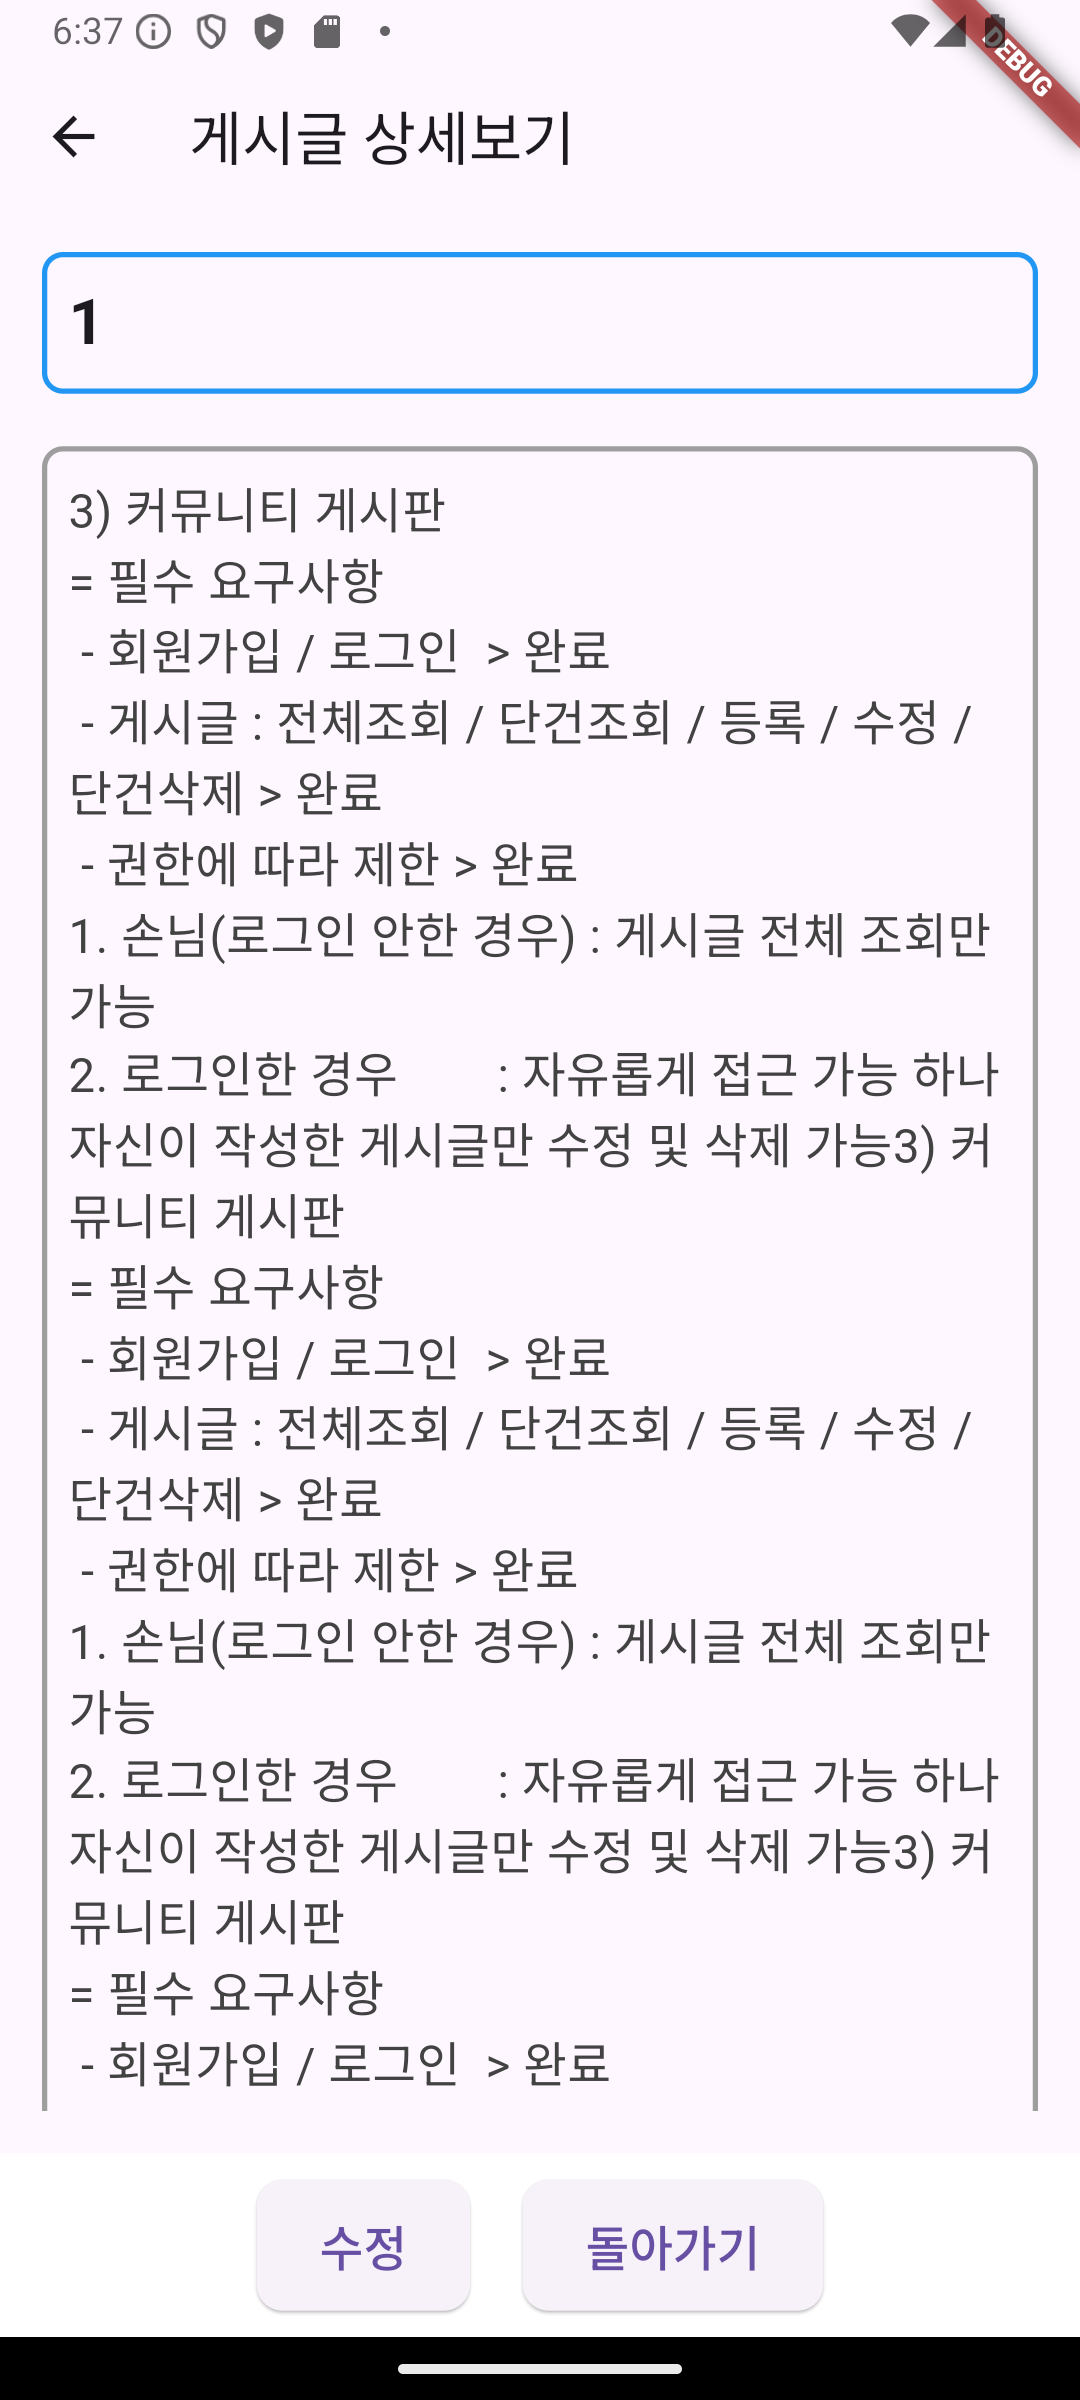 6:37
DEBUG
게시글 상세보기
1
3) 커뮤니티 게시판
= 필수 요구사항
- 회원가입 / 로그인  > 완료
- 게시글 : 전체조회 / 단건조회 / 등록 / 수정 /
단건삭제 > 완료
- 권한에 따라 제한 > 완료
1. 손님(로그인 안한 경우) : 게시글 전체 조회만
가능
2. 로그인한 경우       : 자유롭게 접근 가능 하나
자신이 작성한 게시글만 수정 및 삭제 가능3) 커
뮤니티 게시판
= 필수 요구사항
- 회원가입 / 로그인  > 완료
- 게시글 : 전체조회 / 단건조회 / 등록 / 수정 /
단건삭제 > 완료
- 권한에 따라 제한 > 완료
1. 손님(로그인 안한 경우) : 게시글 전체 조회만
가능
2. 로그인한 경우       : 자유롭게 접근 가능 하나
자신이 작성한 게시글만 수정 및 삭제 가능3) 커
뮤니티 게시판
= 필수 요구사항
- 회원가입 / 로그인  > 완료
수정
돌아가기